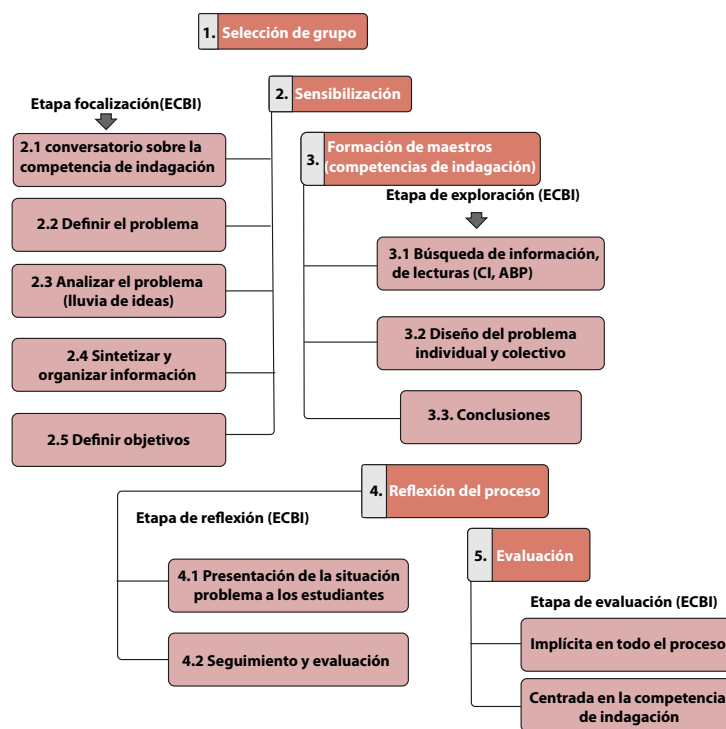 1. Selección de grupo
2. Sensibilización
Etapa focalización(ECBI)
2.1 conversatorio sobre la
competencia de indagación
2.2 Definir el problema
2.3 Analizar el problema
(lluvia de ideas)
2.4 Sintetizar y
organizar información
2.5 Definir objetivos
3. Formación de maestros
(competencias de indagación)
Etapa de exploración (ECBI)
3.1 Búsqueda de información,
de lecturas (CI, ABP)
3.2 Diseño del problema
individual y colectivo
3.3. Conclusiones
4. Reflexión del proceso
Etapa de reflexión (ECBI)
4.1 Presentación de la situación
problema a los estudiantes
4.2 Seguimiento y evaluación
5. Evaluación
Etapa de evaluación (ECBI)
Implícita en todo el proceso
Centrada en la competencia
de indagación